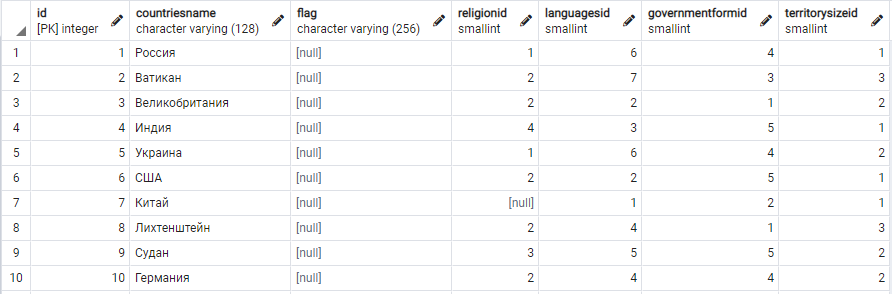 id countriesname flag religionid languagesid governmentformid territorysizeid
[PK] integer character varying (128) character varying (256) smallint smallint smallint smallint
1 1 Россия [null] 1 6 4 1
2 2 Ватикан [null] 2 7 3 3
3 3 Великобритания [null] 2 2 1 2
4 4 Индия [null] 4 3 5 1
5 5 Украина [null] 1 6 4 2
6 6 США [null] 2 2 5 1
7 7 Китай [null] [null] 1 2 1
8 8 Лихтенштейн [null] 2 4 1 3
9 9 Судан [null] 3 5 5 2
10 10 Германия [null] 2 4 4 2